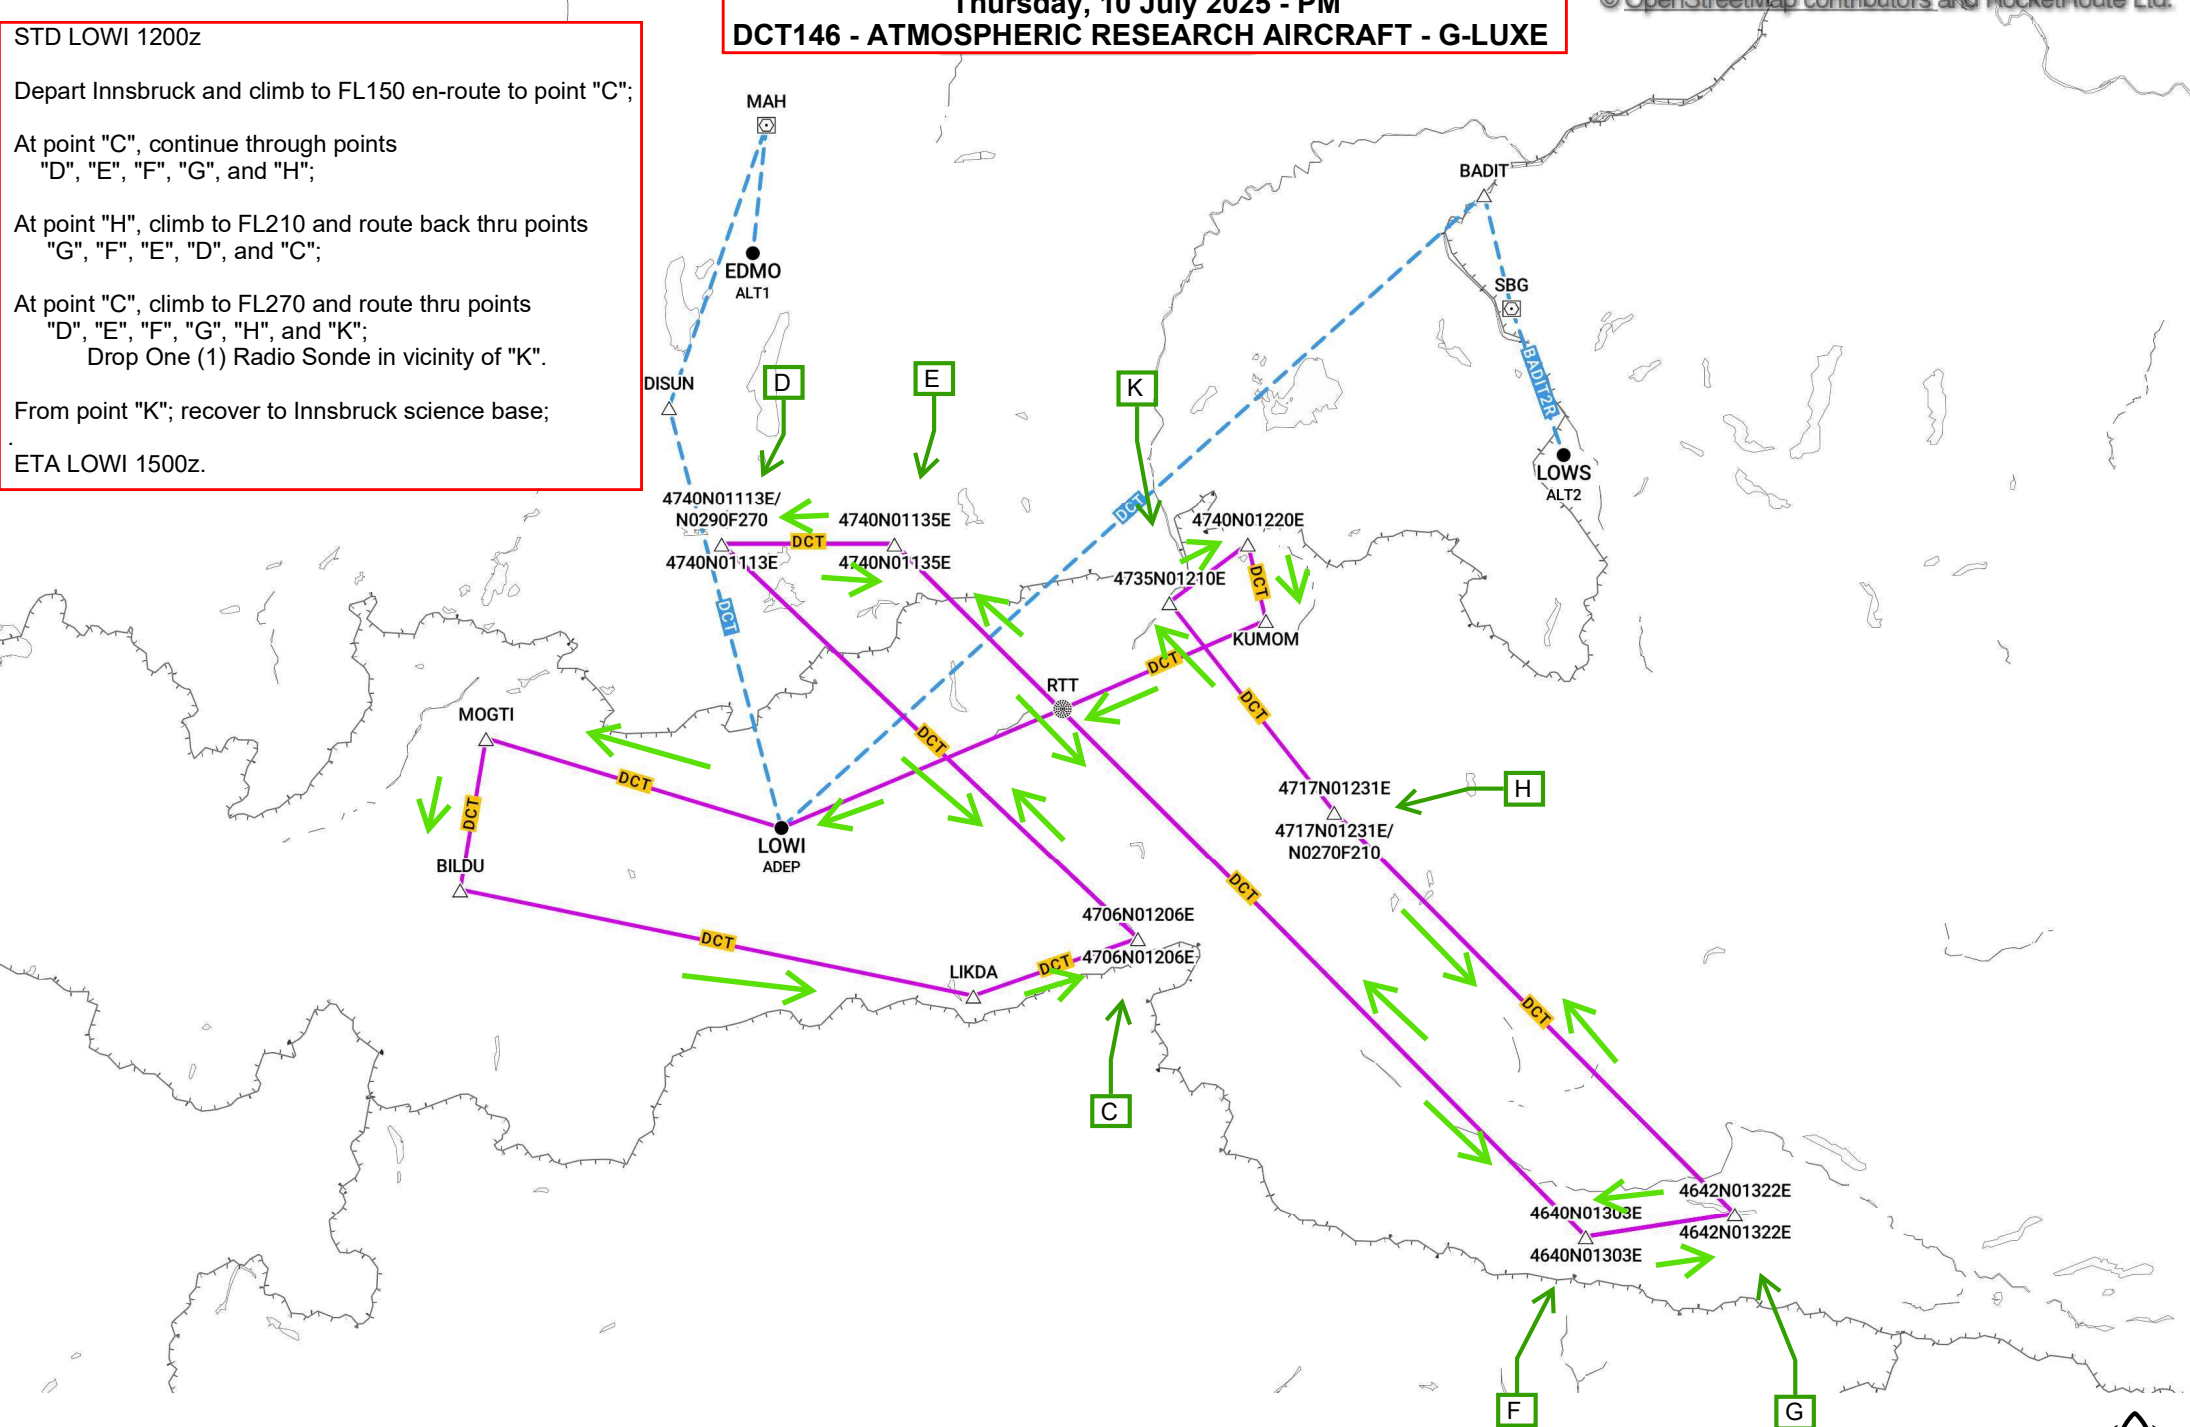 Thursday, 10 July 2025 - PM
DCT146 - ATMOSPHERIC RESEARCH AIRCRAFT - G-LUXE
© OpenStreetMap contributors and RocketRoute Ltd.
STD LOWI 1200z
Depart Innsbruck and climb to FL150 en-route to point "C";
At point "C", continue through points
"D", "E", "F", "G", and "H";
At point "H", climb to FL210 and route back thru points
"G", "F", "E", "D", and "C";
At point "C", climb to FL270 and route thru points
"D", "E", "F", "G", "H", and "K";
Drop One (1) Radio Sonde in vicinity of "K".
From point "K"; recover to Innsbruck science base;
.
ETA LOWI 1500z.
MAH
BADIT
EDMO
ALT1
SBG
BADIT2R
DISUN
D
E
K
LOWS
ALT2
4740N01113E/
N0290F270
4740N01135E
4740N01220E
DCT
DCT
4740N01113E
4740N01135E
4735N01210E
DCT
DCT
KUMOM
DCT
RTT
DCT
MOGTI
DCT
DCT
4717N01231E
H
DCT
LOWI
ADEP
4717N01231E/
N0270F210
BILDU
DCT
DCT
4706N01206E
DCT
4706N01206E
LIKDA
DCT
DCT
C
4642N01322E
4640N01303E
4642N01322E
4640N01303E
F
G